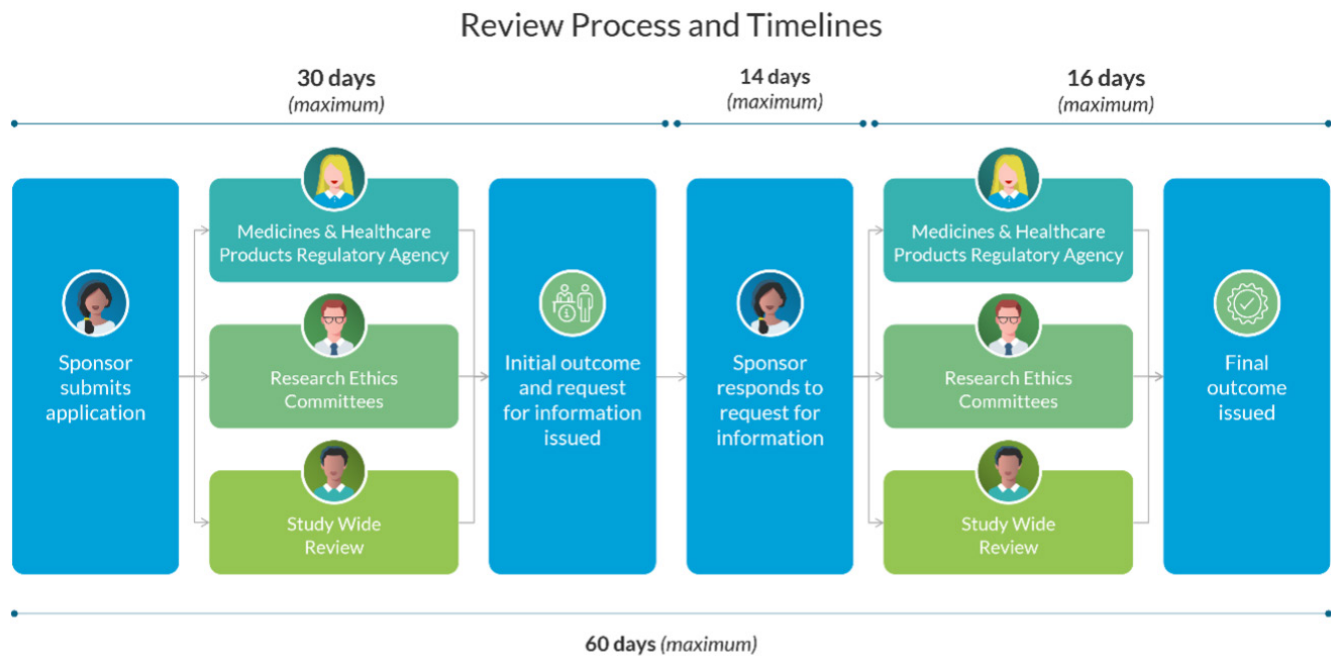 Review Process and Timelines
30 days
(maximum)
14 days
(maximum)
16 days
(maximum)
Sponsor
submits
application
Medicines & Healthcare
Products Regulatory Agency
Research Ethics
Committees
Study Wide
Review
Initial outcome
and request
for information
issued
Sponsor
responds to
request for
information
Medicines & Healthcare
Products Regulatory Agency
Research Ethics
Committees
Study Wide
Review
Final
outcome
issued
60 days (maximum)